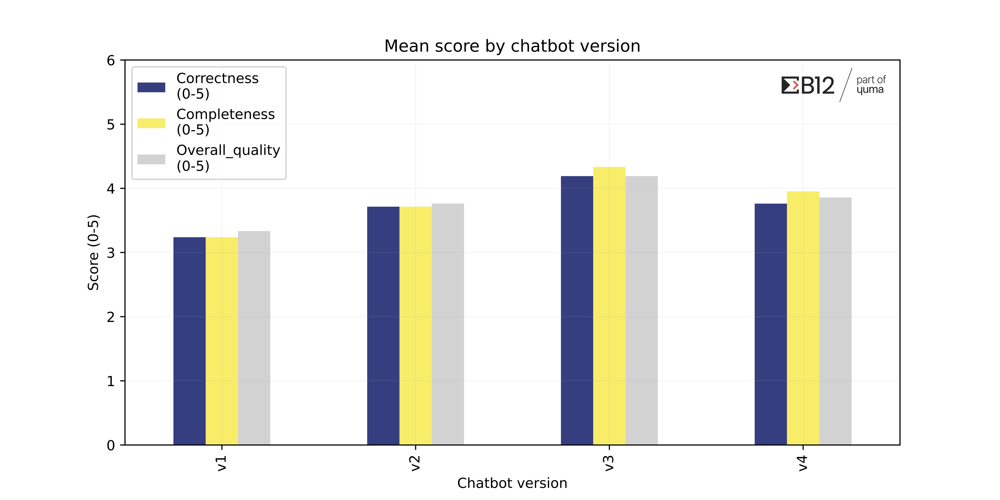 Mean score by chatbot version
6
5
4
3
2
1
0
Score (0-5)
Correctness
(0-5)
Completeness
(0-5)
Overall_quality
(0-5)
B12
part of
yuma
v1
v2
v3
v4
Chatbot version